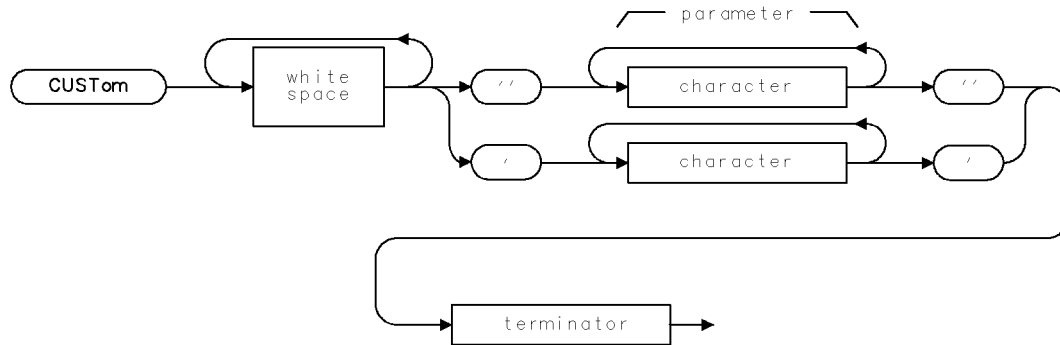 parameter
CUSTom
white
space
′′
character
′′
′
character
′
terminator